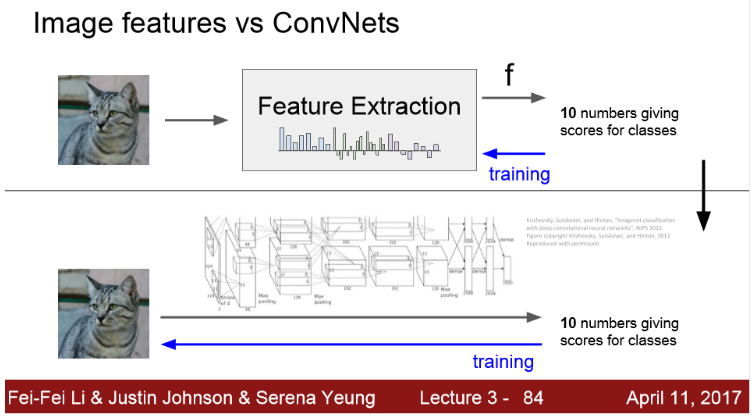 Image features vs ConvNets
f
Feature Extraction
10 numbers giving
scores for classes
training
Krizhevsky, Sutskever, and Hinton, "Imagenet classification
with deep convolutional neural networks", NIPS 2012
Figure copyright Krizhevsky, Sutskever, and Hinton, 2012.
Reproduced with permission.
Stride
of 4
Max
pooling
Max
pooling
Max
pooling
dense
dense
10 numbers giving
scores for classes
training
Fei-Fei Li & Justin Johnson & Serena Yeung Lecture 3 - 84 April 11, 2017